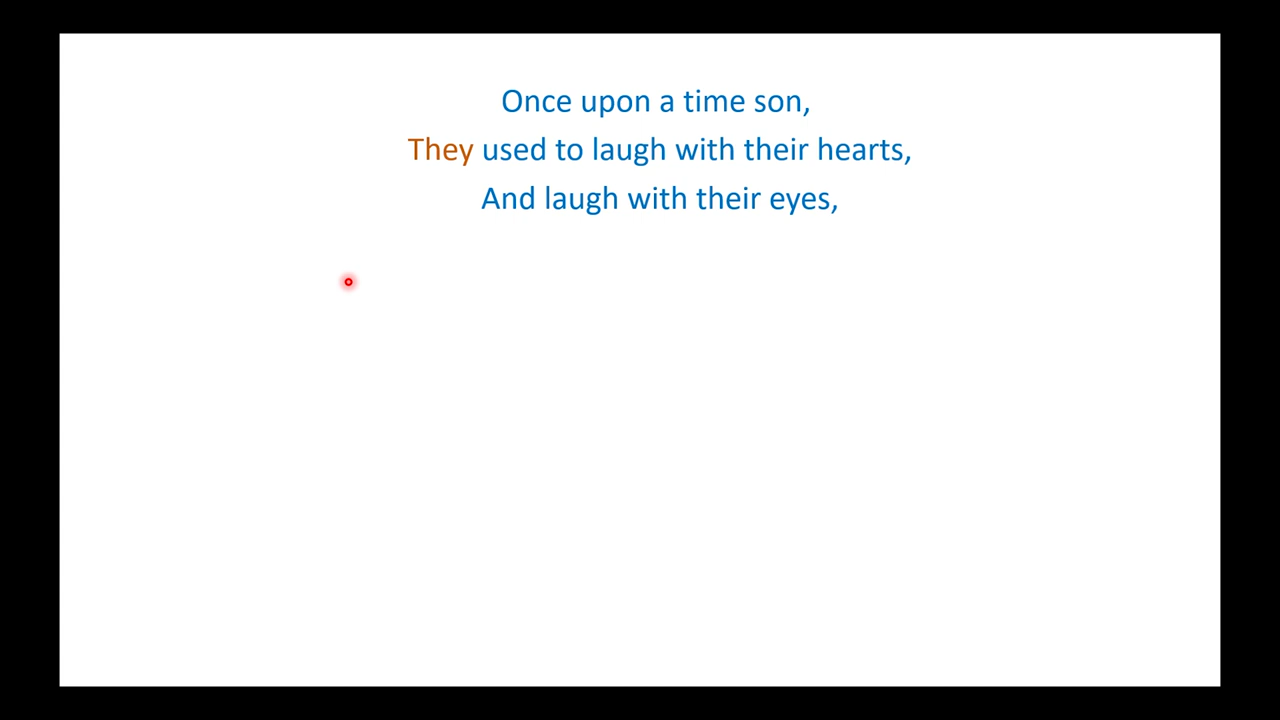 Once upon a time son,
They used to laugh with their hearts,
And laugh with their eyes,